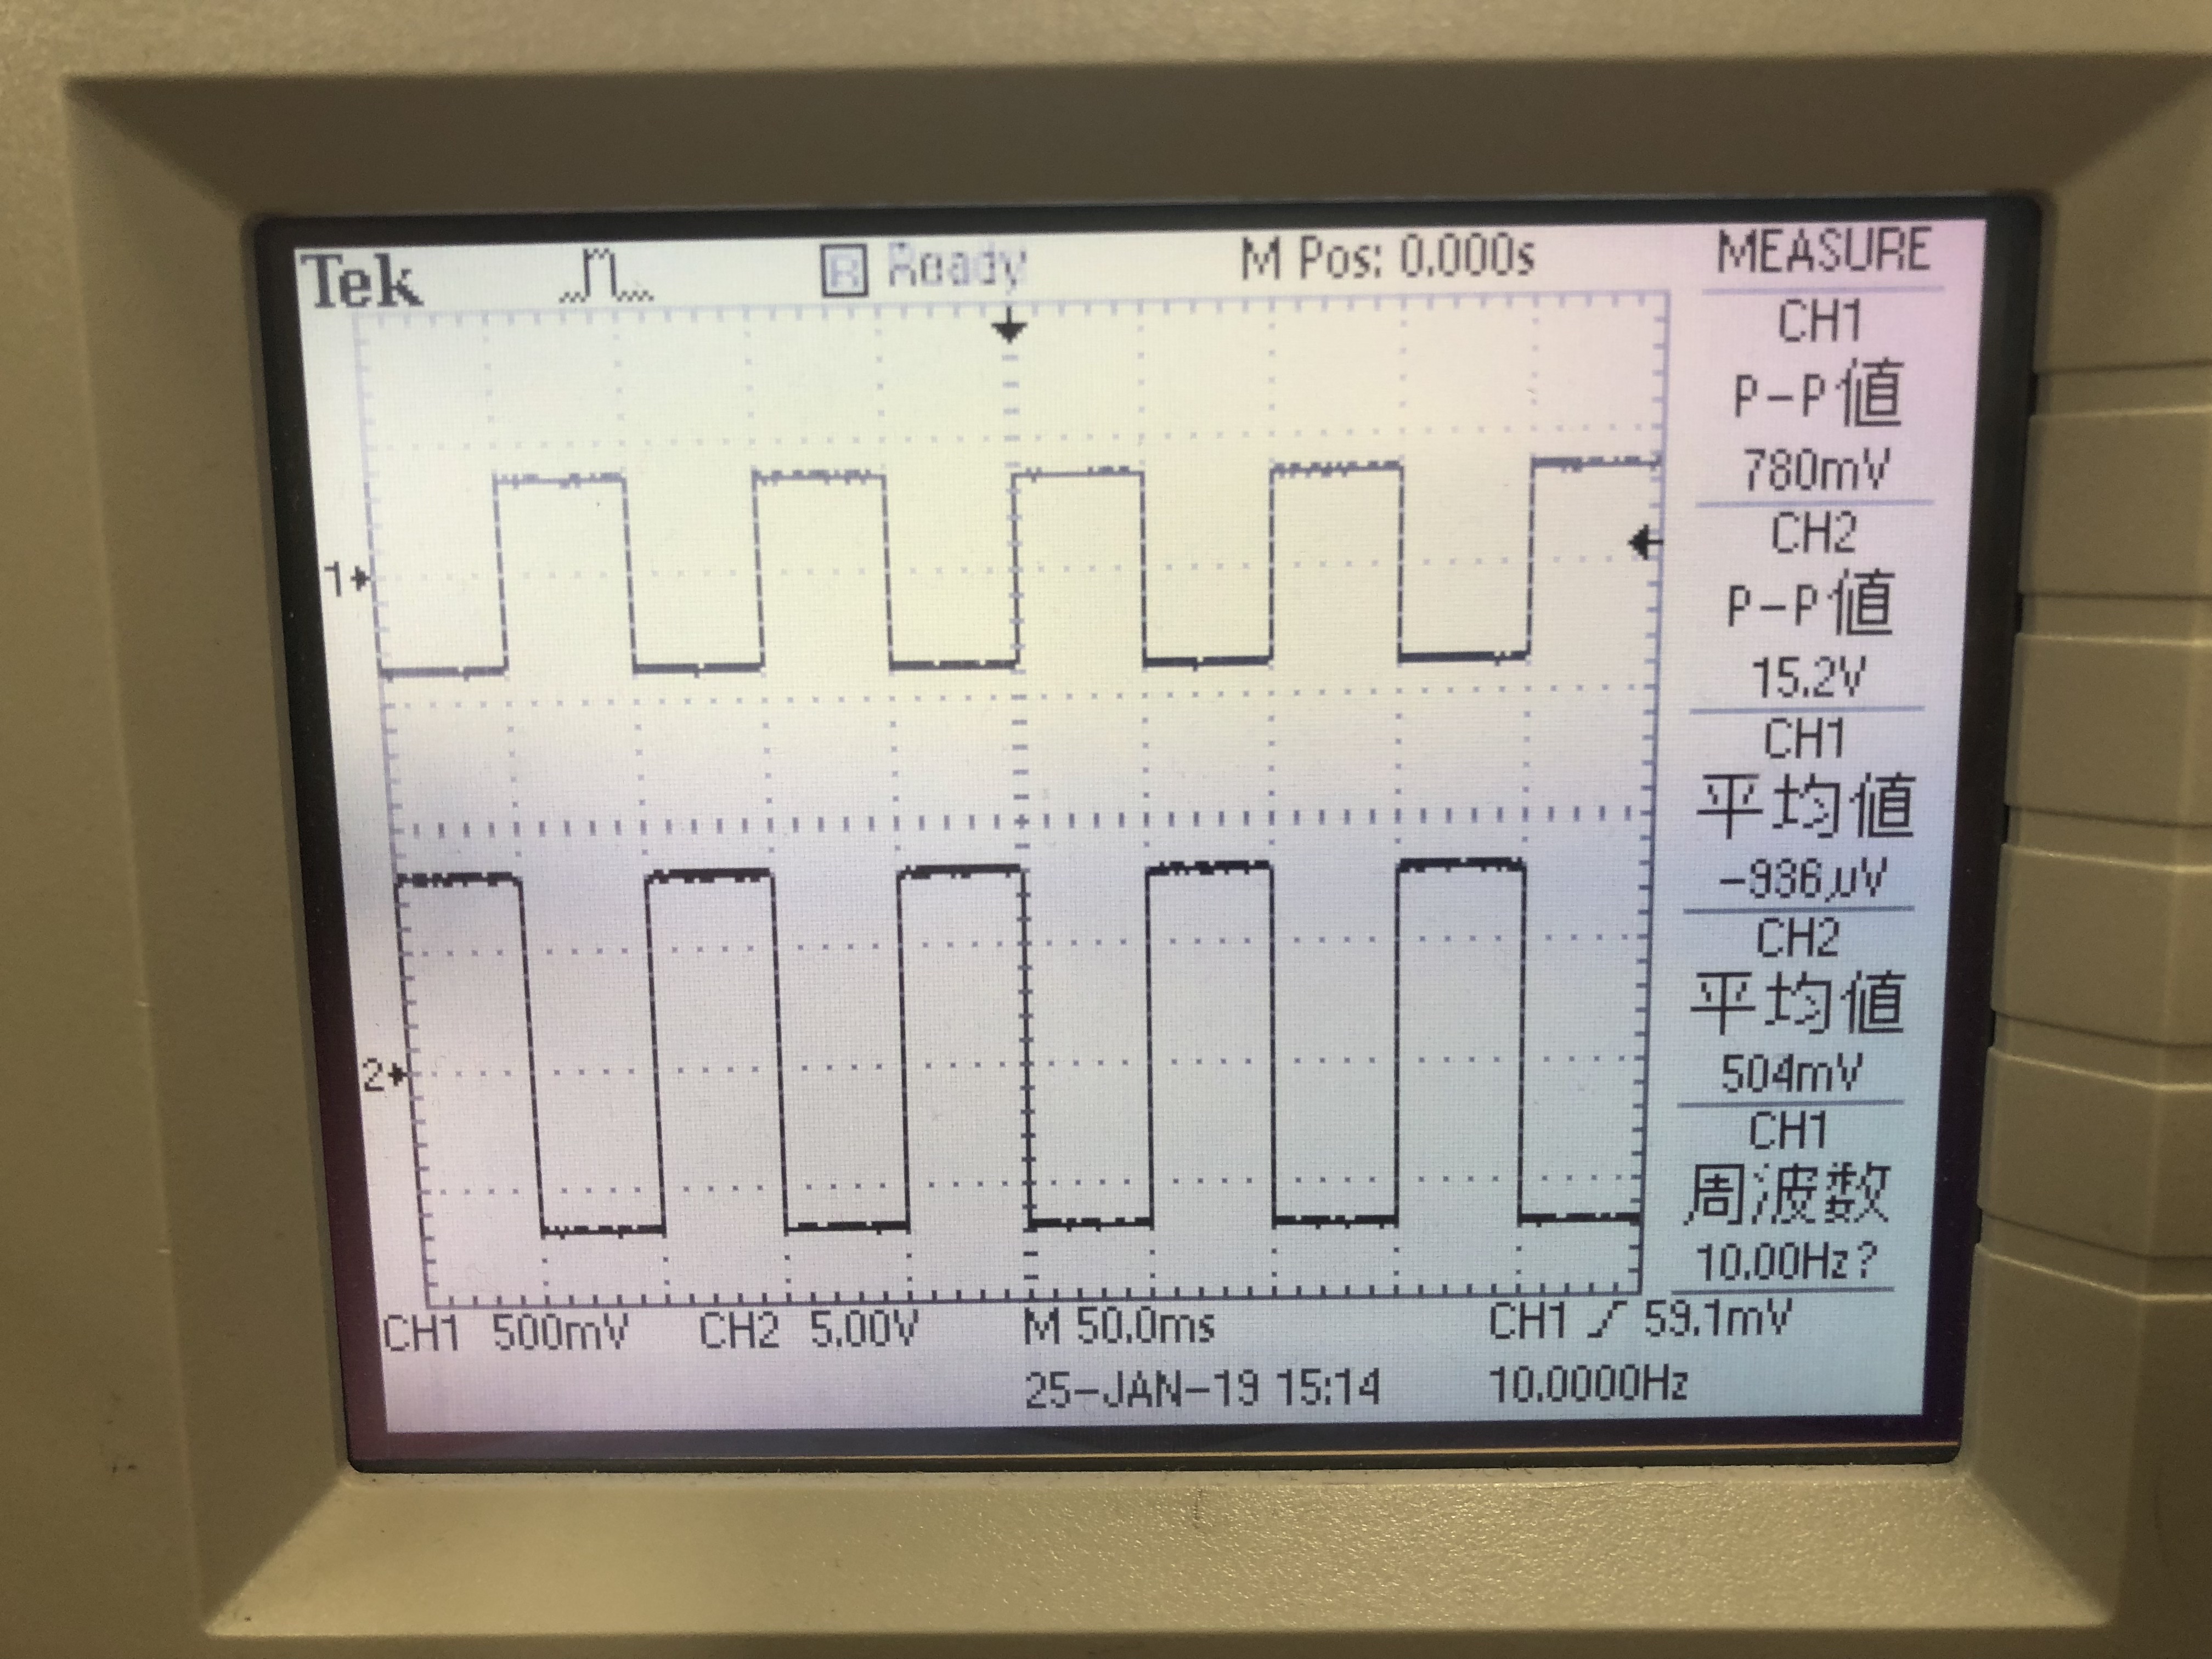 Tek
R Ready
M Pos: 0.000s
MEASURE
CH1
P-P値
780mV
CH2
P-P値
15.2V
CH1
平均値
-936µV
CH2
平均値
504mV
CH1
周波数
10.00Hz?
1
2
CH1 500mV CH2 5.00V M 50.0ms CH1 59.1mV
25-JAN-19 15:14 10.0000Hz